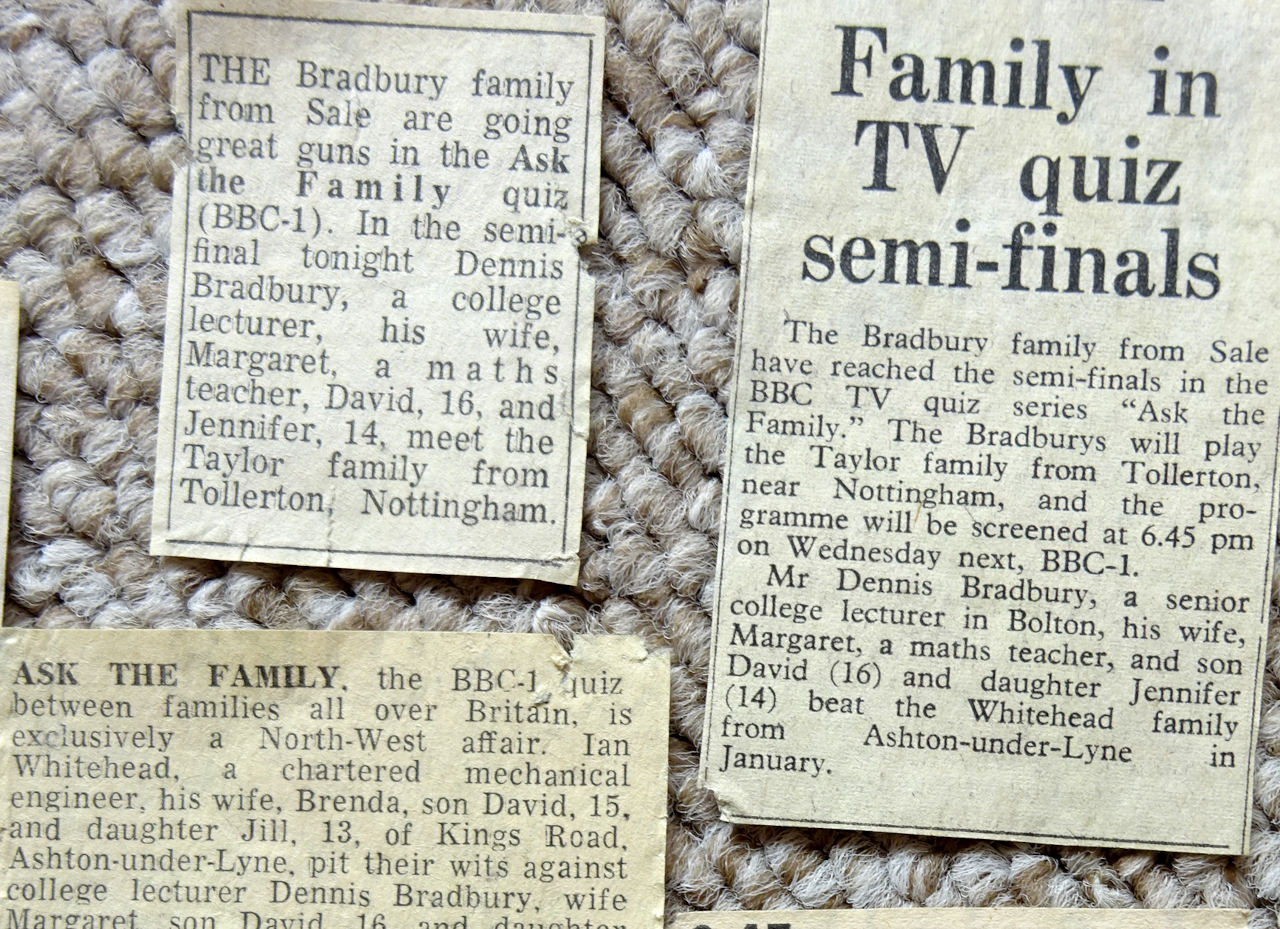 THE Bradbury family
from Sale are going
great guns in the Ask
the Family quiz
(BBC-1). In the semi-
final tonight Dennis
Bradbury, a college
lecturer, his wife,
Margaret, a maths
teacher, David, 16, and
Jennifer, 14, meet the
Taylor family from
Tollerton, Nottingham.
ASK THE FAMILY, the BBC-1 quiz
between families all over Britain, is
exclusively a North-West affair. Ian
Whitehead, a chartered mechanical
engineer, his wife, Brenda, son David, 15,
and daughter Jill, 13, of Kings Road,
Ashton-under-Lyne, pit their wits against
college lecturer Dennis Bradbury, wife
Margaret son David 16 and daughter
Family in
TV quiz
semi-finals
The Bradbury family from Sale
have reached the semi-finals in the
BBC TV quiz series “Ask the
Family.” The Bradburys will play
the Taylor family from Tollerton,
near Nottingham, and the pro-
gramme will be screened at 6.45 pm
on Wednesday next, BBC-1.
Mr Dennis Bradbury, a senior
college lecturer in Bolton, his wife,
Margaret, a maths teacher, and son
David (16) and daughter Jennifer
(14) beat the Whitehead family
from Ashton-under-Lyne in
January.